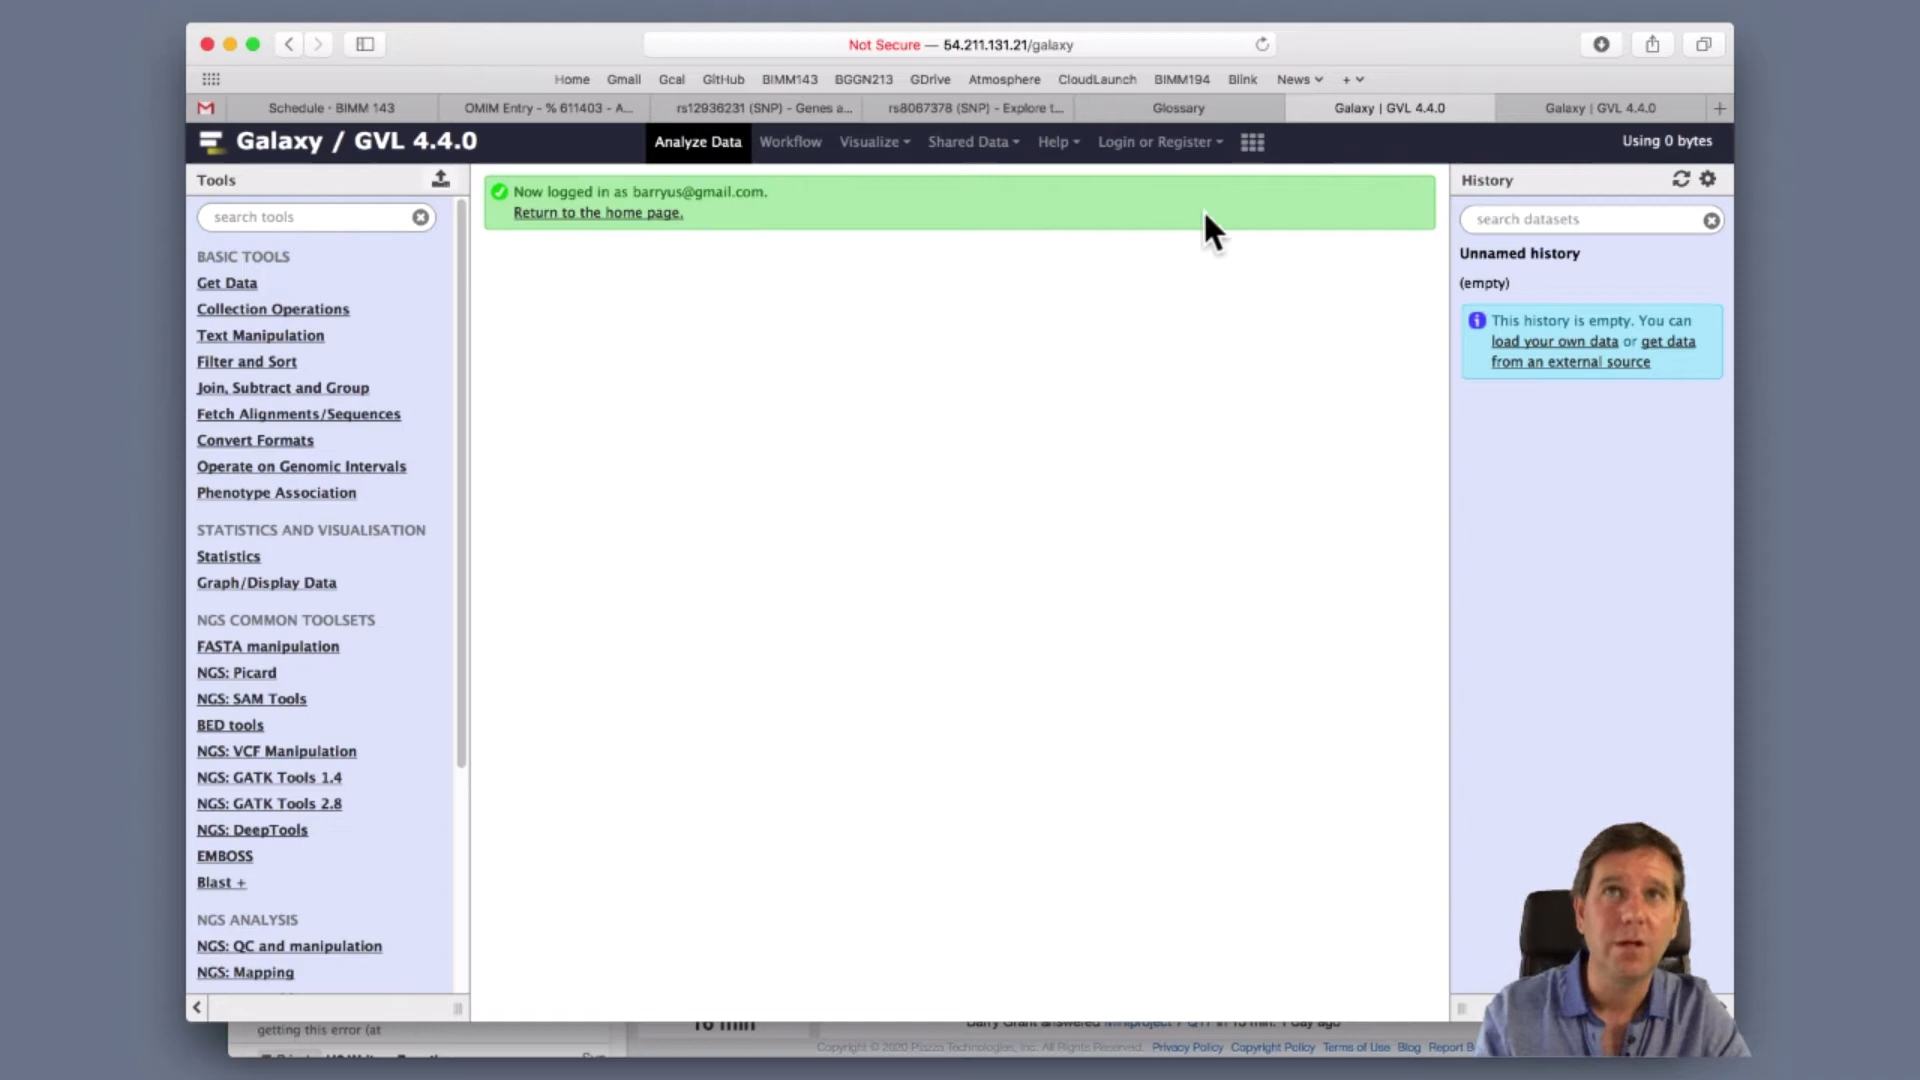 Not Secure — 54.211.131.21/galaxy
Home Gmail Gcal GitHub BIMM143 BGGN213 GDrive Atmosphere CloudLaunch BIMM194 Blink News +
Schedule - BIMM 143 OMIM Entry - % 611403 - A... rs12936231 (SNP) - Genes a... rs8067378 (SNP) - Explore t... Glossary Galaxy | GVL 4.4.0 Galaxy | GVL 4.4.0 +
Galaxy / GVL 4.4.0 Analyze Data Workflow Visualize Shared Data Help Login or Register Using 0 bytes
Tools
search tools
BASIC TOOLS
Get Data
Collection Operations
Text Manipulation
Filter and Sort
Join, Subtract and Group
Fetch Alignments/Sequences
Convert Formats
Operate on Genomic Intervals
Phenotype Association
STATISTICS AND VISUALISATION
Statistics
Graph/Display Data
NGS COMMON TOOLSETS
FASTA manipulation
NGS: Picard
NGS: SAM Tools
BED tools
NGS: VCF Manipulation
NGS: GATK Tools 1.4
NGS: GATK Tools 2.8
NGS: DeepTools
EMBOSS
Blast +
NGS ANALYSIS
NGS: QC and manipulation
NGS: Mapping
Now logged in as barryus@gmail.com.
Return to the home page.
History
search datasets
Unnamed history
(empty)
This history is empty. You can
load your own data or get data
from an external source
getting this error (at
Copyright © 2020 Piazza Technologies, Inc. All Rights Reserved. Privacy Policy Copyright Policy Terms of Use Blog Report B